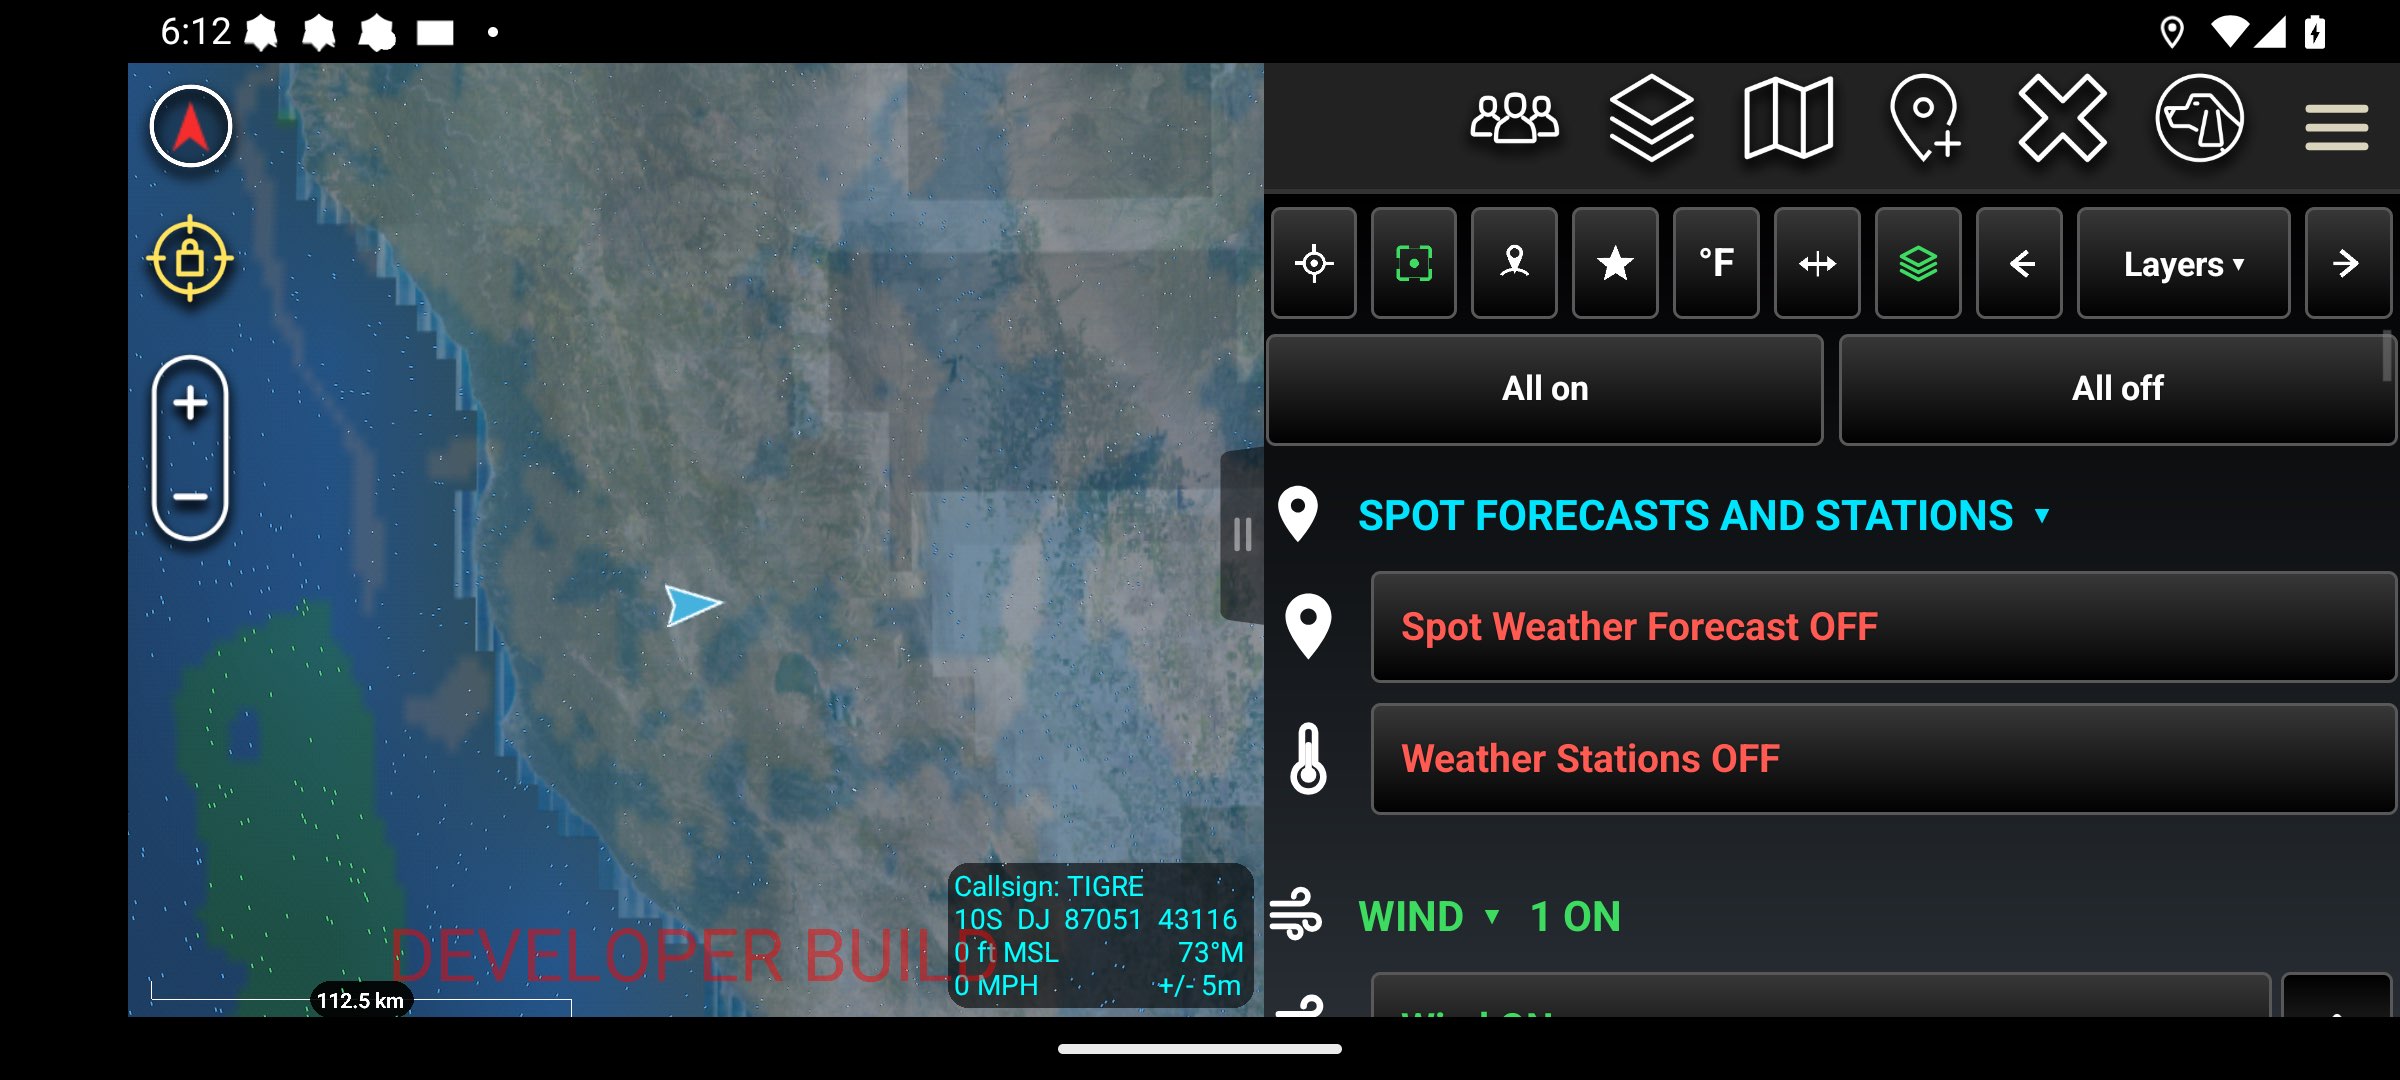 6:12
°F
Layers ▾
All on
All off
SPOT FORECASTS AND STATIONS ▾
Spot Weather Forecast OFF
Weather Stations OFF
WIND ▾ 1 ON
Wind ON
Callsign: TIGRE
10S DJ 87051 43116
0 ft MSL 73°M
0 MPH +/- 5m
DEVELOPER BUILD
112.5 km